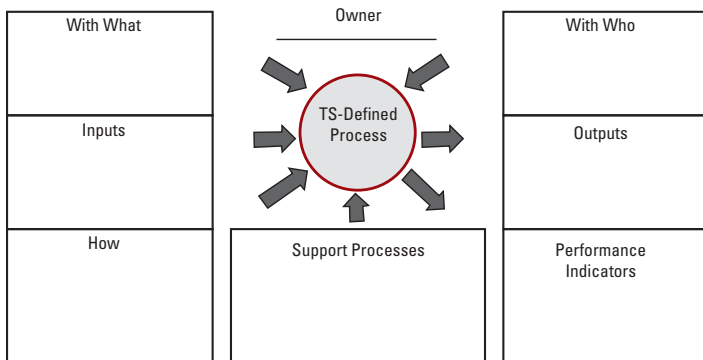 With What
Owner
With Who
TS-Defined
Process
Inputs
Outputs
How
Support Processes
Performance
Indicators